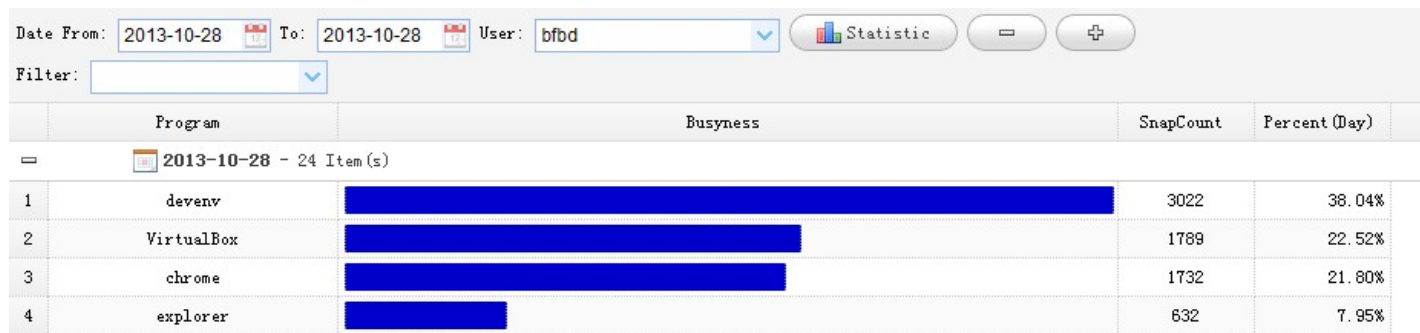 Date From: 2013-10-28 To: 2013-10-28 User: bfbd Statistic
Filter:
Program Busyness SnapCount Percent(Day)
2013-10-28 - 24 Item(s)
1 devenv 3022 38.04%
2 VirtualBox 1789 22.52%
3 chrome 1732 21.80%
4 explorer 632 7.95%